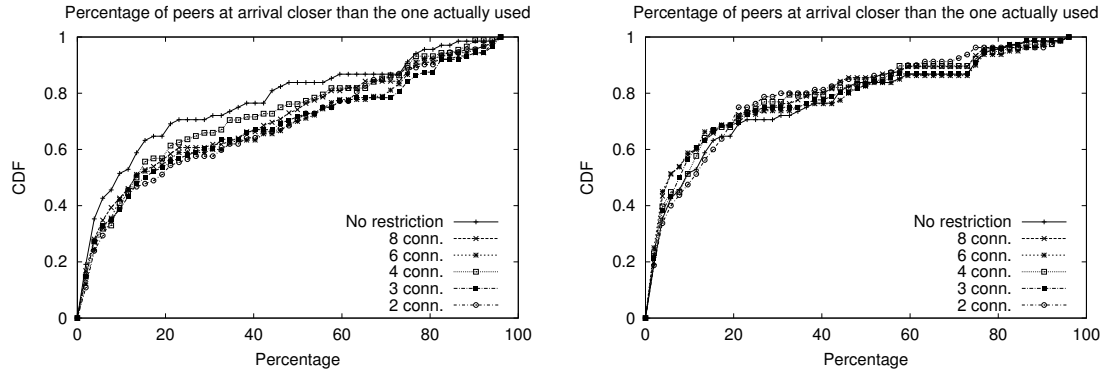 Percentage of peers at arrival closer than the one actually used
1
0.8
0.6
0.4
0.2
0
CDF
No restriction
8 conn.
6 conn.
4 conn.
3 conn.
2 conn.
0 20 40 60 80 100
Percentage
Percentage of peers at arrival closer than the one actually used
1
0.8
0.6
0.4
0.2
0
CDF
No restriction
8 conn.
6 conn.
4 conn.
3 conn.
2 conn.
0 20 40 60 80 100
Percentage